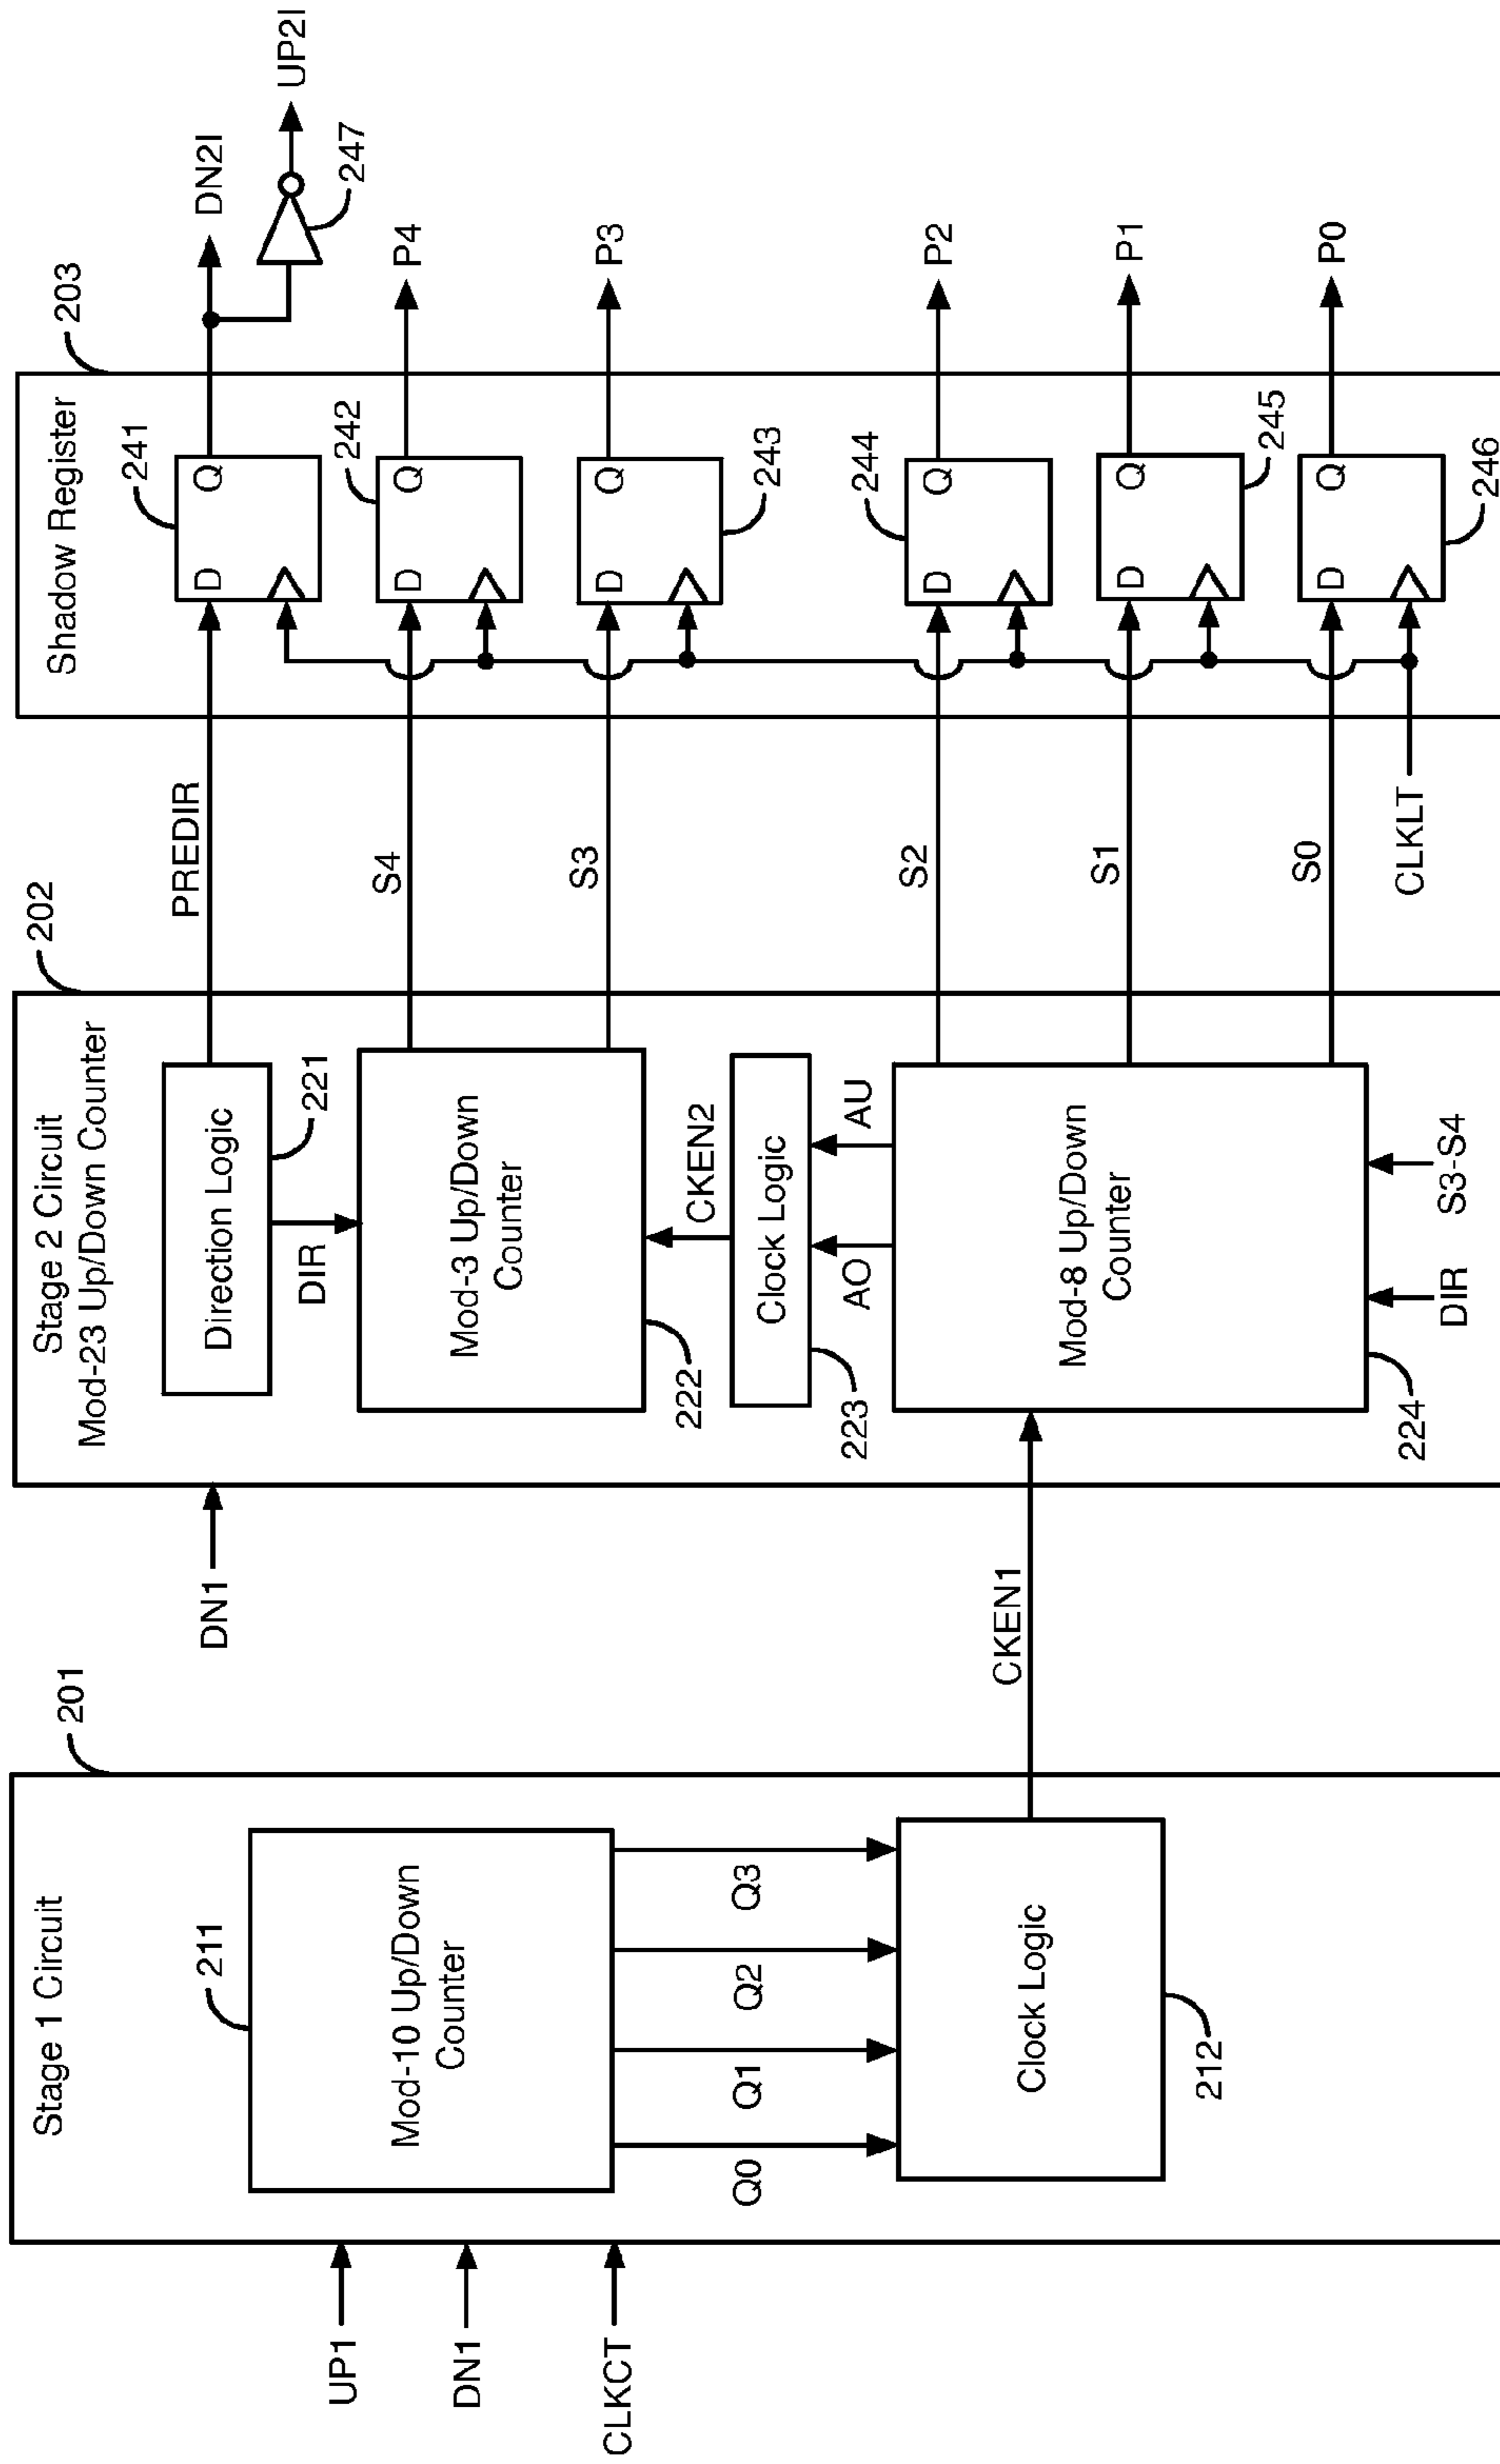 Stage 1 Circuit
201
UP1
DN1
CLKCT
211
Mod-10 Up/Down
Counter
Q0
Q1
Q2
Q3
Clock Logic
212
CKEN1
DN1
Stage 2 Circuit
Mod-23 Up/Down Counter
202
Direction Logic
221
DIR
Mod-3 Up/Down
Counter
222
CKEN2
Clock Logic
223
AO
AU
Mod-8 Up/Down
Counter
224
DIR
S3-S4
PREDIR
S4
S3
S2
S1
S0
CLKLT
Shadow Register
203
241
D
Q
242
D
Q
243
D
Q
244
D
Q
245
D
Q
246
D
Q
DN2I
UP2I
247
P4
P3
P2
P1
P0